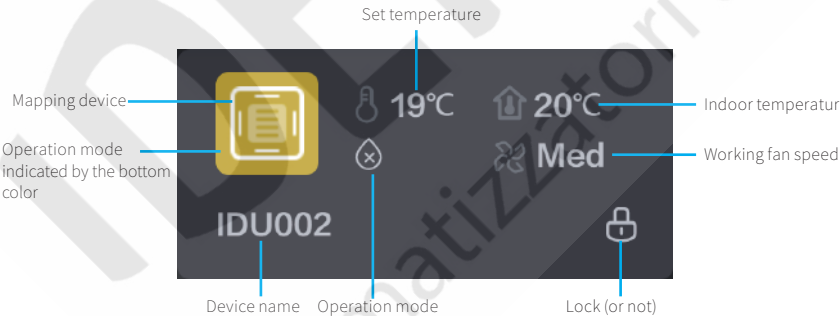 Set temperature
Mapping device
19℃
20℃
Indoor temperatur
Operation mode
indicated by the bottom
color
Med
Working fan speed
IDU002
Device name
Operation mode
Lock (or not)